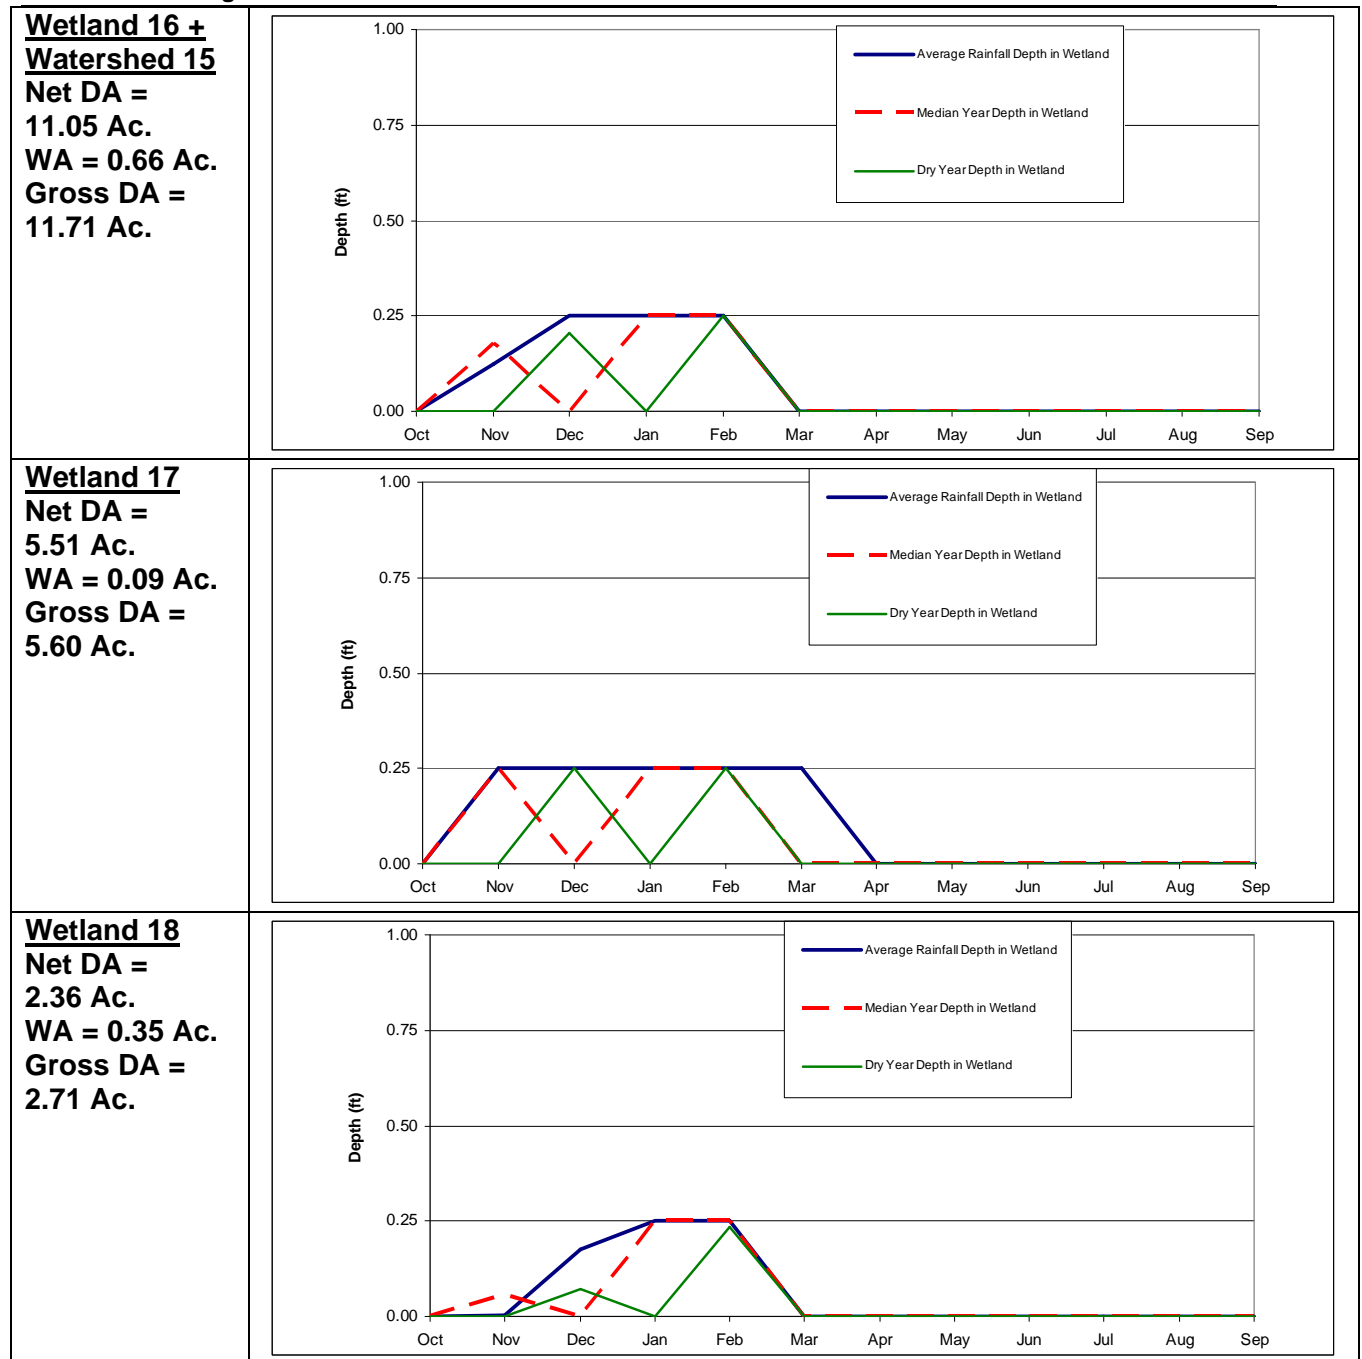 Wetland 16 +
Watershed 15
Net DA =
11.05 Ac.
WA = 0.66 Ac.
Gross DA =
11.71 Ac.
1.00
0.75
0.50
0.25
0.00
Depth (ft)
Average Rainfall Depth in Wetland
Median Year Depth in Wetland
Dry Year Depth in Wetland
Oct Nov Dec Jan Feb Mar Apr May Jun Jul Aug Sep
Wetland 17
Net DA =
5.51 Ac.
WA = 0.09 Ac.
Gross DA =
5.60 Ac.
1.00
0.75
0.50
0.25
0.00
Depth (ft)
Average Rainfall Depth in Wetland
Median Year Depth in Wetland
Dry Year Depth in Wetland
Oct Nov Dec Jan Feb Mar Apr May Jun Jul Aug Sep
Wetland 18
Net DA =
2.36 Ac.
WA = 0.35 Ac.
Gross DA =
2.71 Ac.
1.00
0.75
0.50
0.25
0.00
Depth (ft)
Average Rainfall Depth in Wetland
Median Year Depth in Wetland
Dry Year Depth in Wetland
Oct Nov Dec Jan Feb Mar Apr May Jun Jul Aug Sep